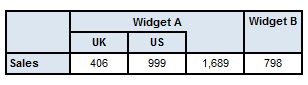 Widget A Widget B
UK US
Sales 406 999 1,689 798